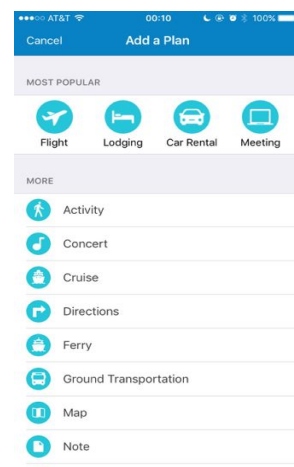 AT&T 00:10 100%
Cancel Add a Plan
MOST POPULAR
Flight Lodging Car Rental Meeting
MORE
Activity
Concert
Cruise
Directions
Ferry
Ground Transportation
Map
Note